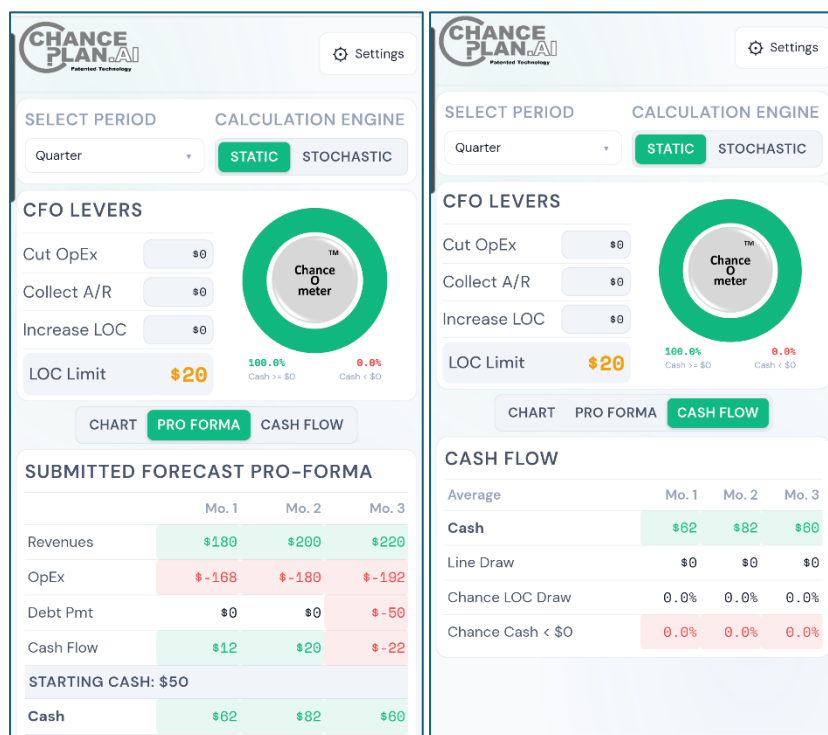 CHANCE
PLAN.AI
Patented Technology
Settings
SELECT PERIOD
CALCULATION ENGINE
Quarter
STATIC STOCHASTIC
CFO LEVERS
Cut OpEx $0
Collect A/R $0
Increase LOC $0
LOC Limit $20
TM
Chance
O
meter
100.0% 0.0%
Cash >= $0 Cash < $0
CHART PRO FORMA CASH FLOW
SUBMITTED FORECAST PRO-FORMA
Mo. 1 Mo. 2 Mo. 3
Revenues $180 $200 $220
OpEx $-168 $-180 $-192
Debt Pmt $0 $0 $-50
Cash Flow $12 $20 $-22
STARTING CASH: $50
Cash $62 $82 $60
CHANCE
PLAN.AI
Patented Technology
Settings
SELECT PERIOD
CALCULATION ENGINE
Quarter
STATIC STOCHASTIC
CFO LEVERS
Cut OpEx $0
Collect A/R $0
Increase LOC $0
LOC Limit $20
TM
Chance
O
meter
100.0% 0.0%
Cash >= $0 Cash < $0
CHART PRO FORMA CASH FLOW
CASH FLOW
Average Mo. 1 Mo. 2 Mo. 3
Cash $62 $82 $60
Line Draw $0 $0 $0
Chance LOC Draw 0.0% 0.0% 0.0%
Chance Cash < $0 0.0% 0.0% 0.0%